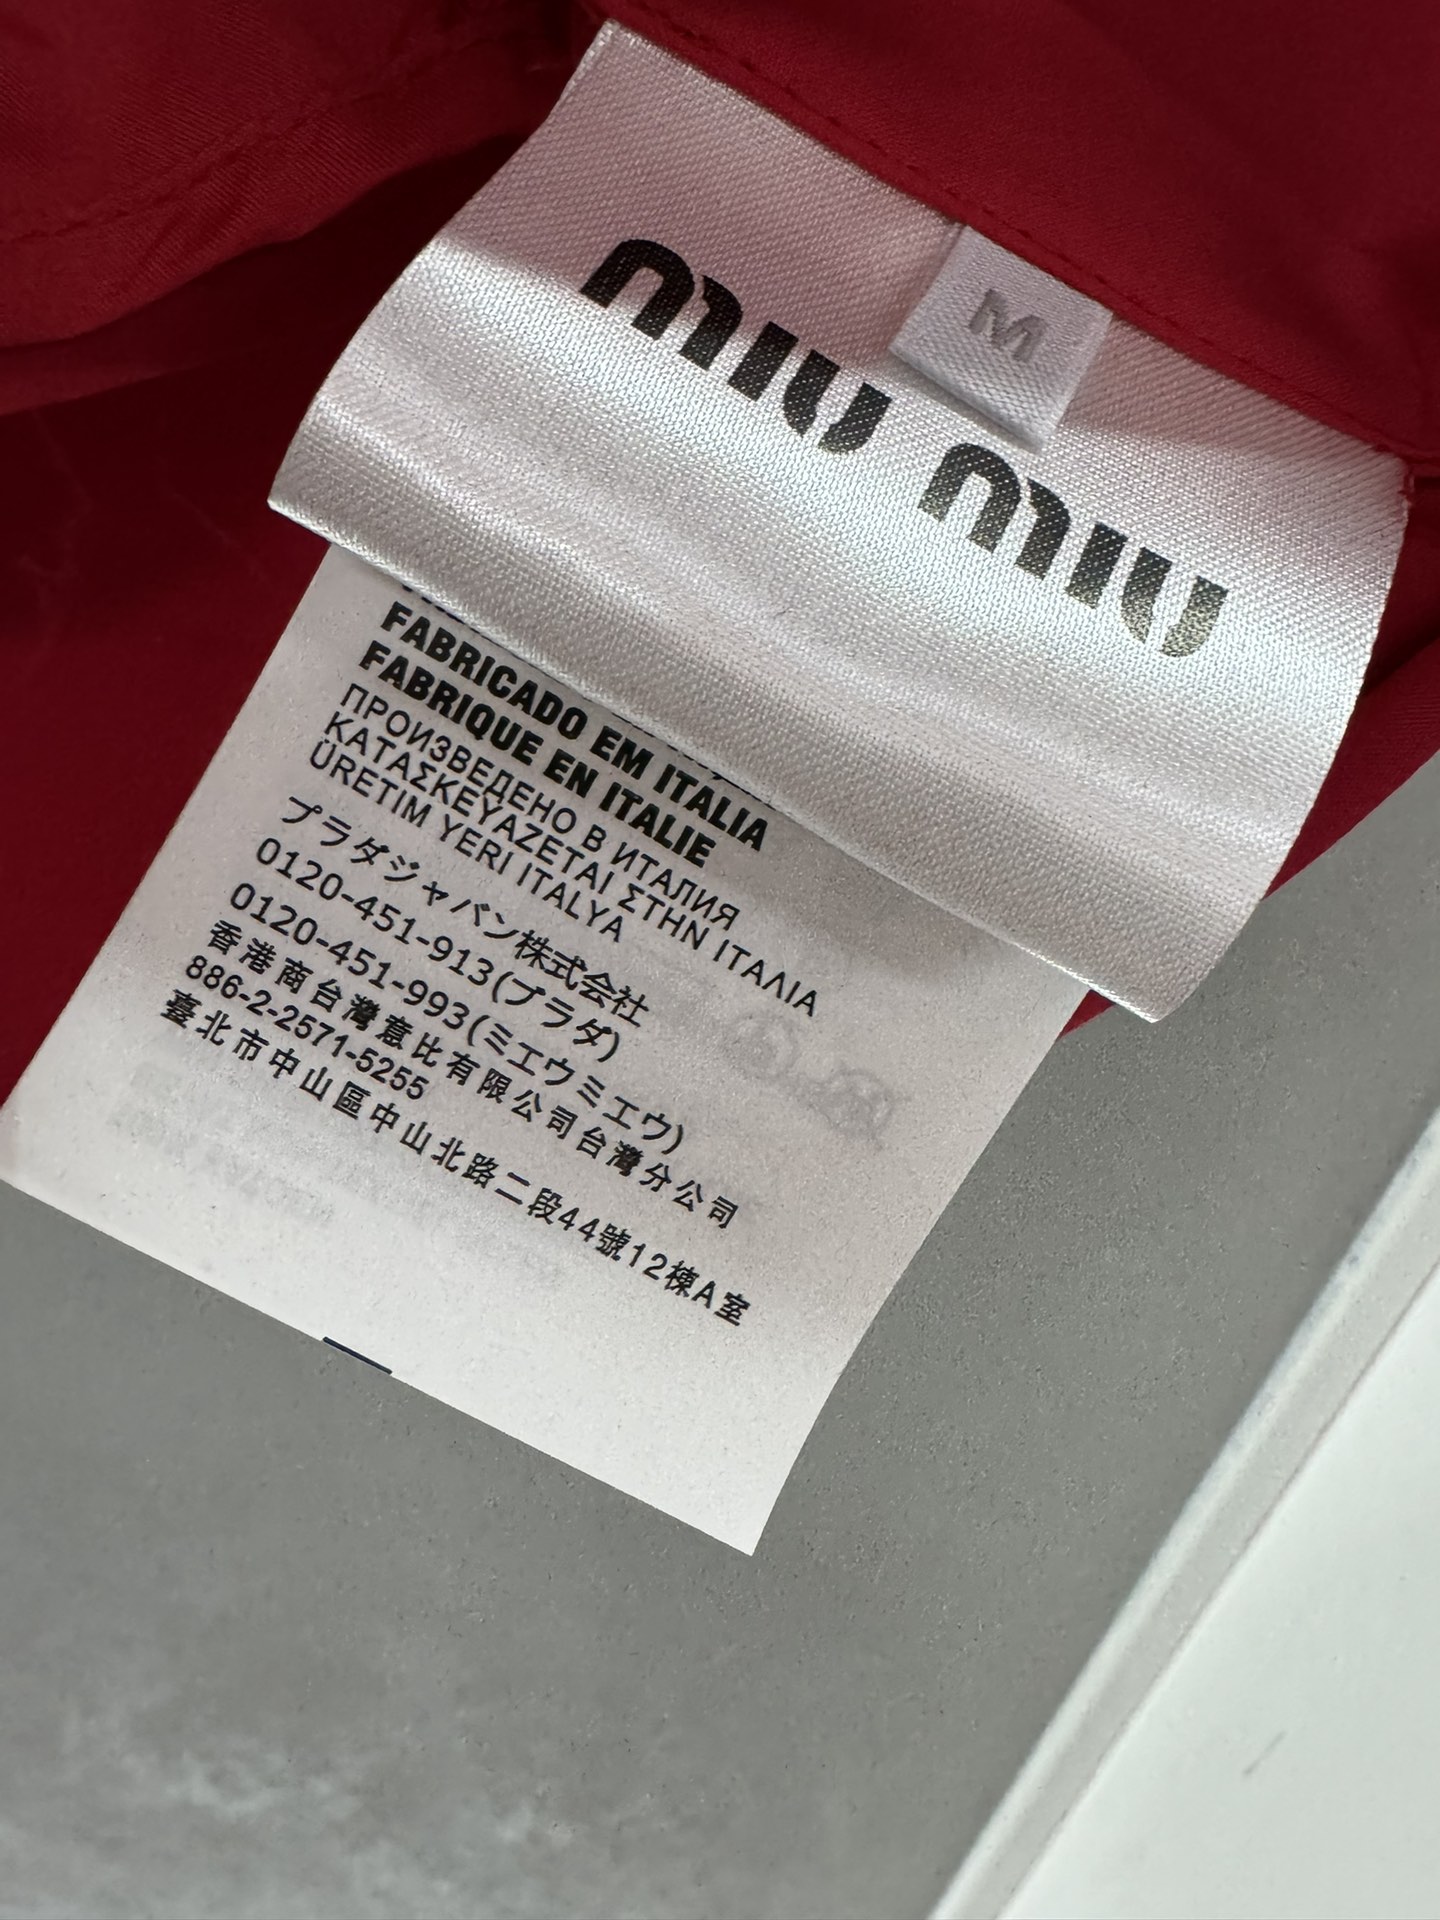 miu miu
M
FABRICADO EM ITÁLIA
FABRIQUE EN ITALIE
ПРОИЗВЕДЕНО В ИТАЛИЯ
ΚΑΤΑΣΚΕΥΑΖΕΤΑΙ ΣΤΗΝ ΙΤΑΛΙΑ
ÜRETIM YERI ITALYA
プラダジャパン株式会社
0120-451-913(プラダ)
0120-451-993(ミエウミエウ)
香港商台灣意比有限公司台灣分公司
886-2-2571-5255
臺北市中山區中山北路二段44號12棟A室